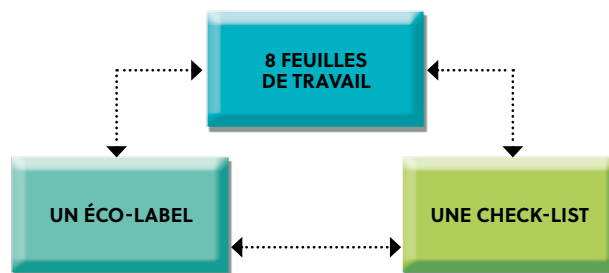 8 FEUILLES
DE TRAVAIL
UN ÉCO-LABEL
UNE CHECK-LIST